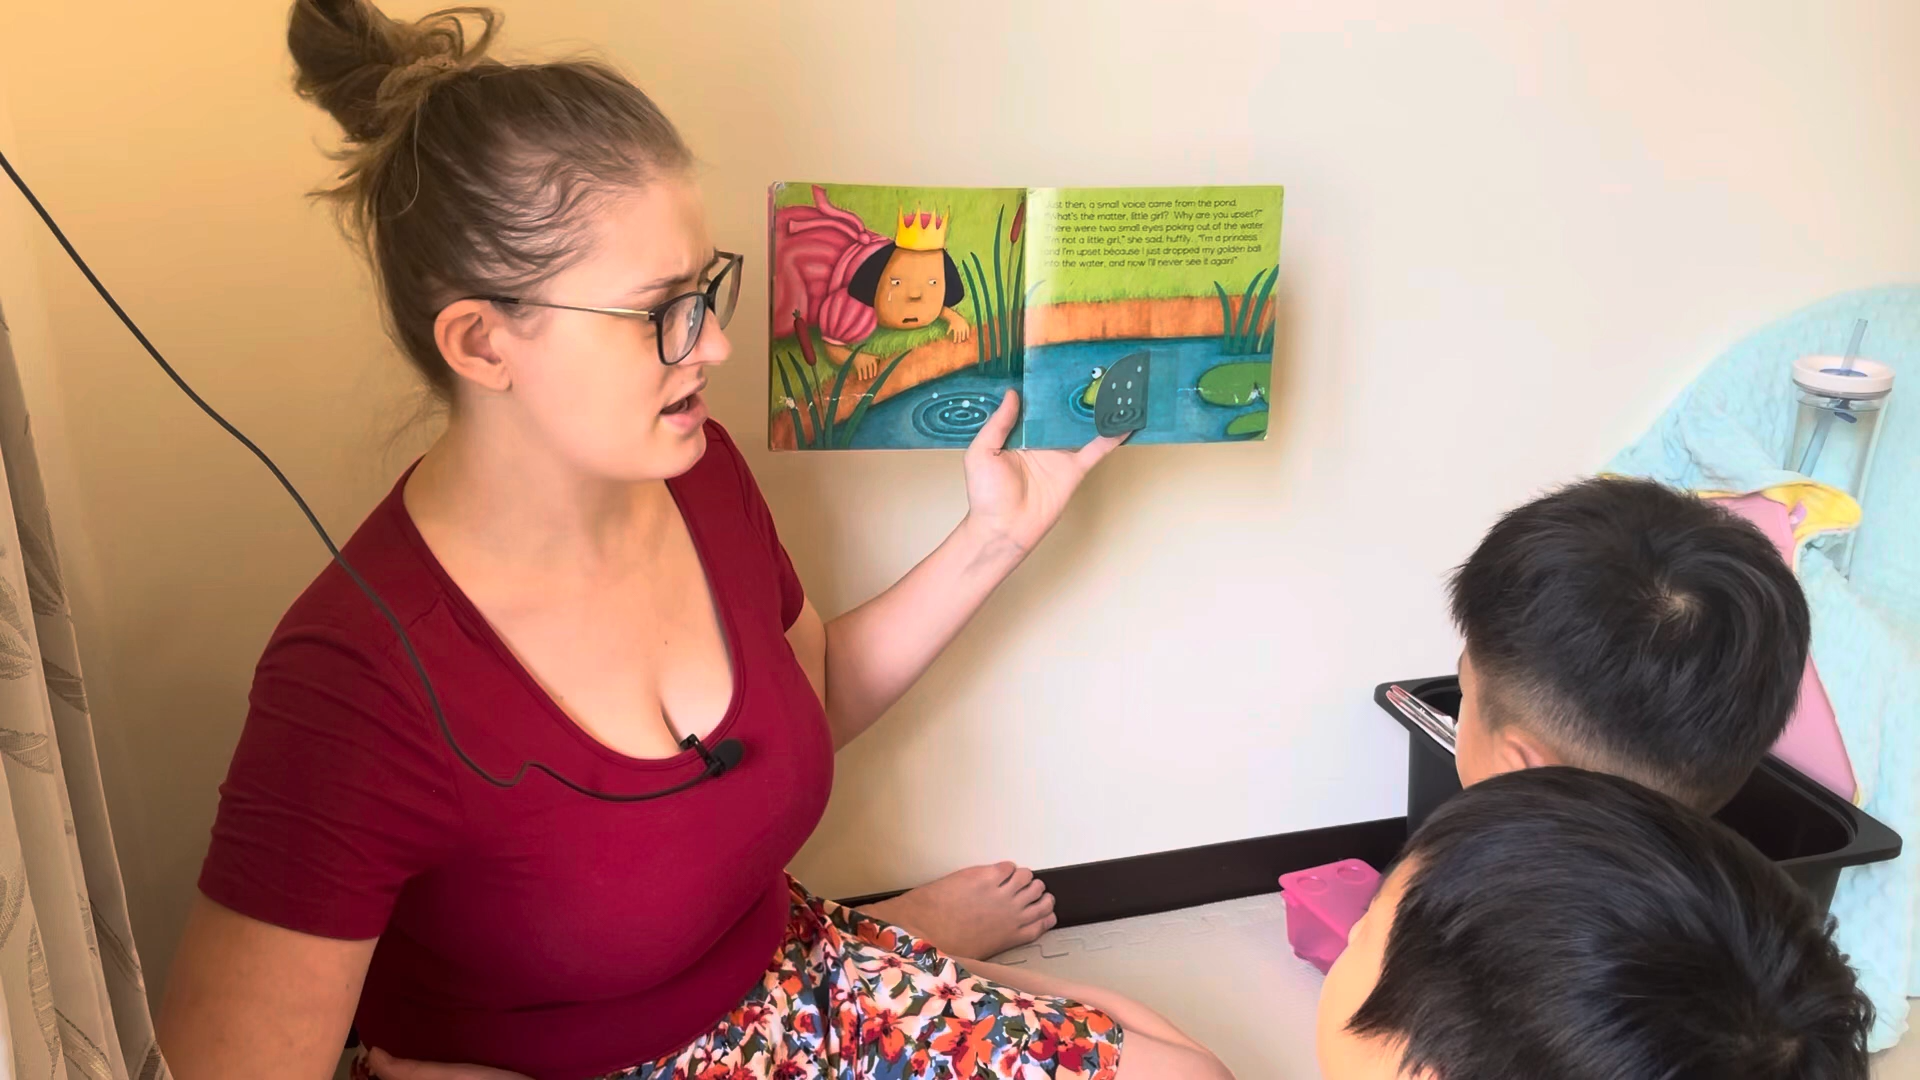 Just then, a small voice came from the pond.
"What's the matter, little girl? Why are you upset?"
There were two small eyes poking out of the water.
"I'm not a little girl," she said, huffily. "I'm a princess
and I'm upset because I just dropped my golden ball
into the water, and now I'll never see it again!"